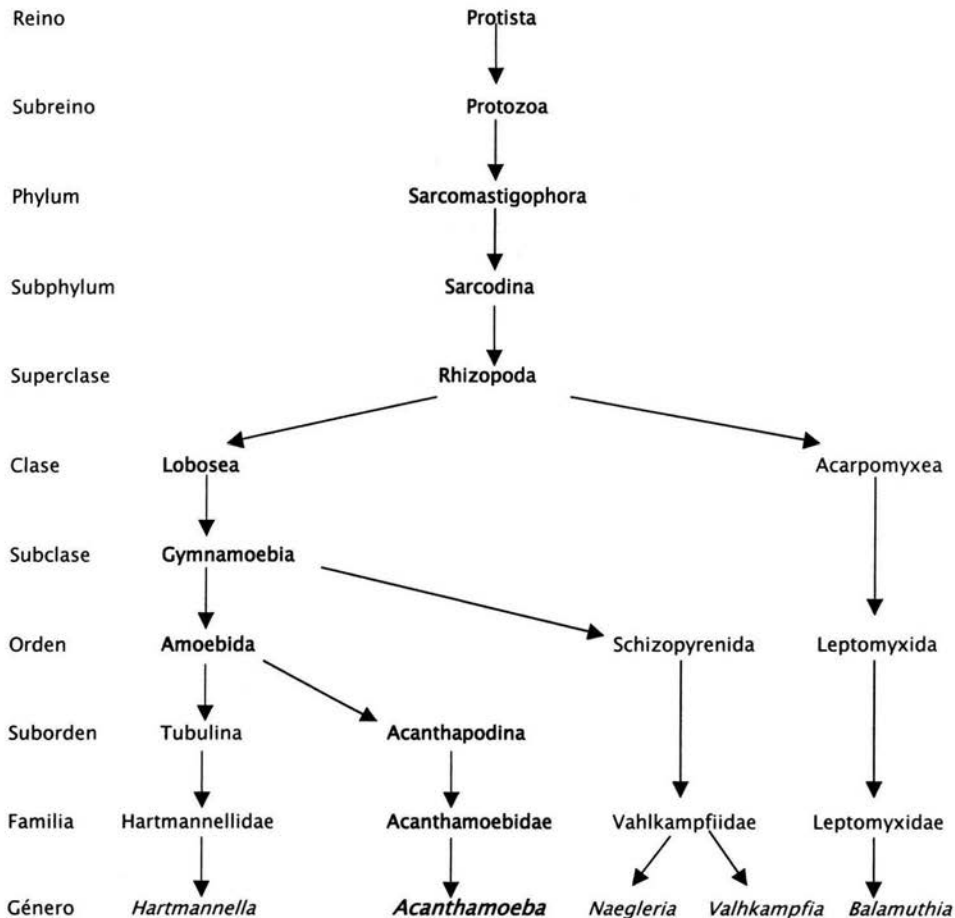 Reino Protista
Subreino Protozoa
Phylum Sarcomastigophora
Subphylum Sarcodina
Superclase Rhizopoda
Clase Lobosea Acarpomyxea
Subclase Gymnamoebia
Orden Amoebida Schizopyrenida Leptomyxida
Suborden Tubulina Acanthapodina
Familia Hartmannellidae Acanthamoebidae Vahlkampfiidae Leptomyxidae
Género Hartmannella Acanthamoeba Naegleria Valhkampfia Balamuthia